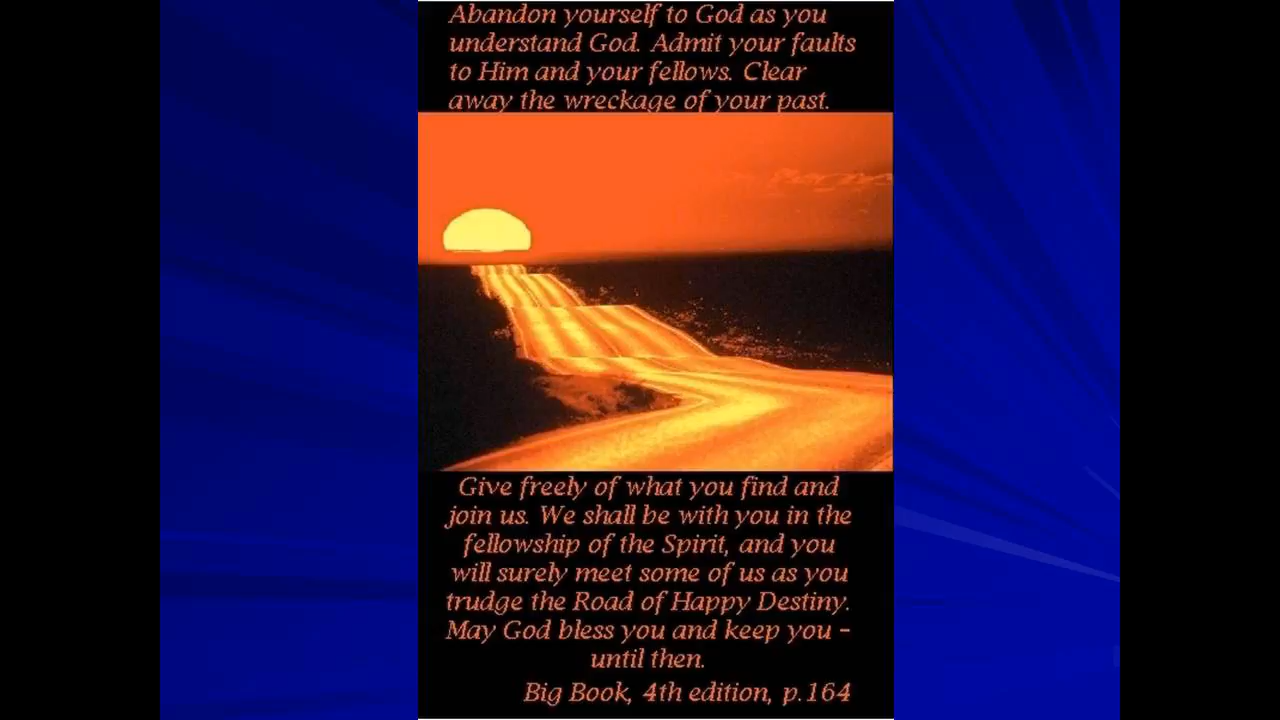 Abandon yourself to God as you
understand God. Admit your faults
to Him and your fellows. Clear
away the wreckage of your past.
Give freely of what you find and
join us. We shall be with you in the
fellowship of the Spirit, and you
will surely meet some of us as you
trudge the Road of Happy Destiny.
May God bless you and keep you –
until then.
Big Book, 4th edition, p.164